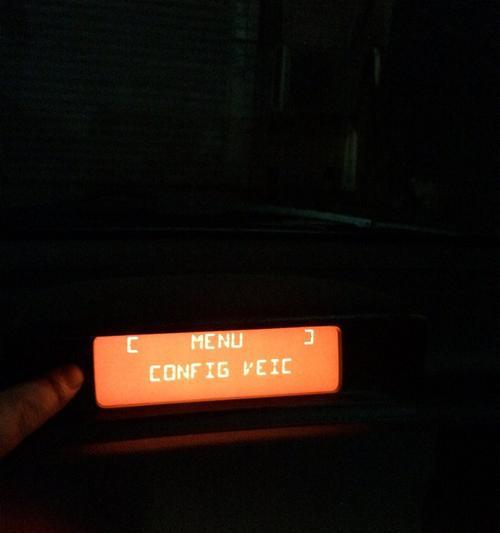 [ MENU ]
CONFIG VEIC